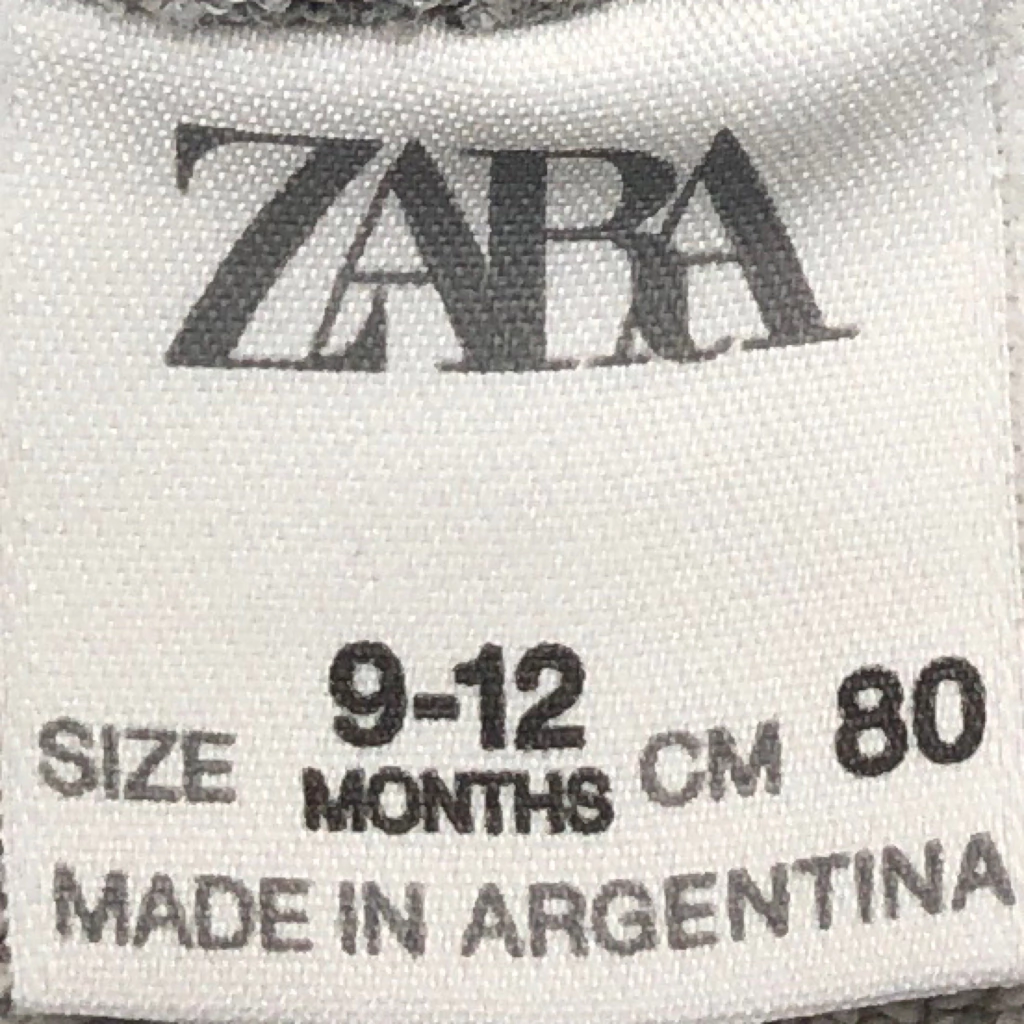 ZARA
SIZE 9-12 MONTHS CM 80
MADE IN ARGENTINA